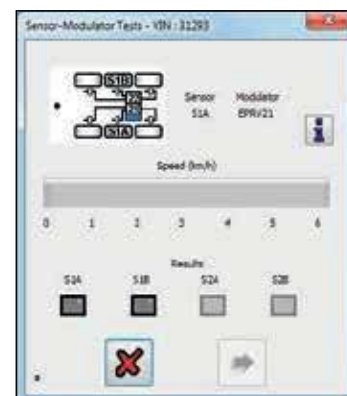 Sensor-Modulator Tests - VIN : 31293
S1B
Sensor Modulator
S1A EPRV21
S1A
Speed (km/h)
0 1 2 3 4 5 6
Results
S1A S1B S2A S2B